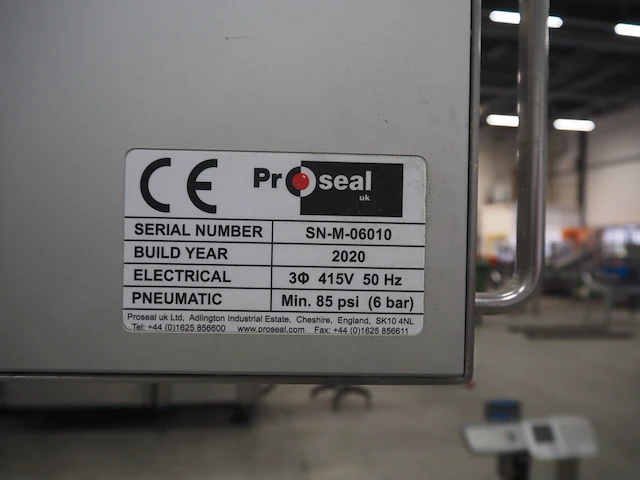 CE Proseal
uk
SERIAL NUMBER SN-M-06010
BUILD YEAR 2020
ELECTRICAL 3Φ 415V 50 Hz
PNEUMATIC Min. 85 psi (6 bar)
Proseal uk Ltd, Adlington Industrial Estate, Cheshire, England, SK10 4NL
Tel: +44 (0)1625 856600 www.proseal.com Fax: +44 (0)1625 856611